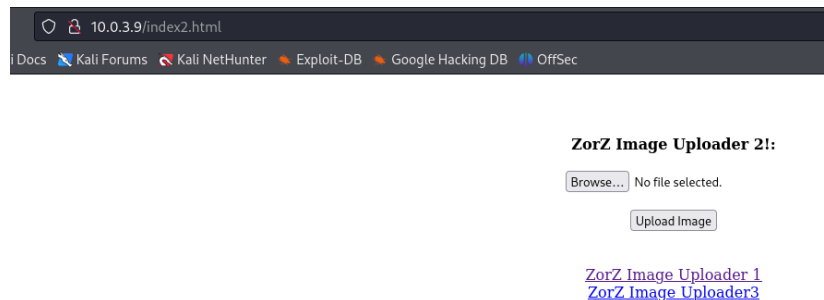 10.0.3.9/index2.html
i Docs Kali Forums Kali NetHunter Exploit-DB Google Hacking DB OffSec
ZorZ Image Uploader 2!:
Browse... No file selected.
Upload Image
ZorZ Image Uploader 1
ZorZ Image Uploader3